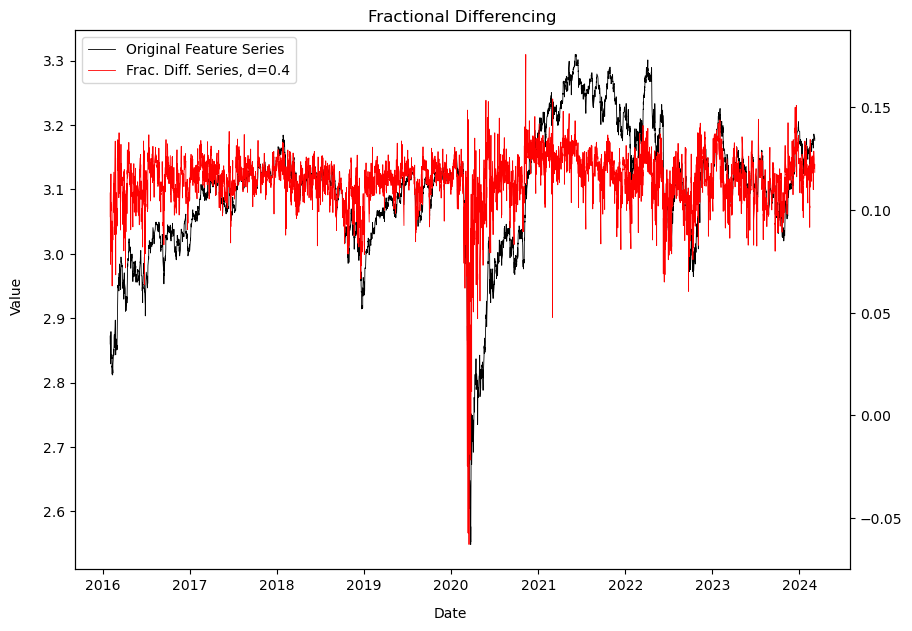 Fractional Differencing
Original Feature Series
Frac. Diff. Series, d=0.4
Value
3.3
3.2
3.1
3.0
2.9
2.8
2.7
2.6
0.15
0.10
0.05
0.00
−0.05
2016 2017 2018 2019 2020 2021 2022 2023 2024
Date